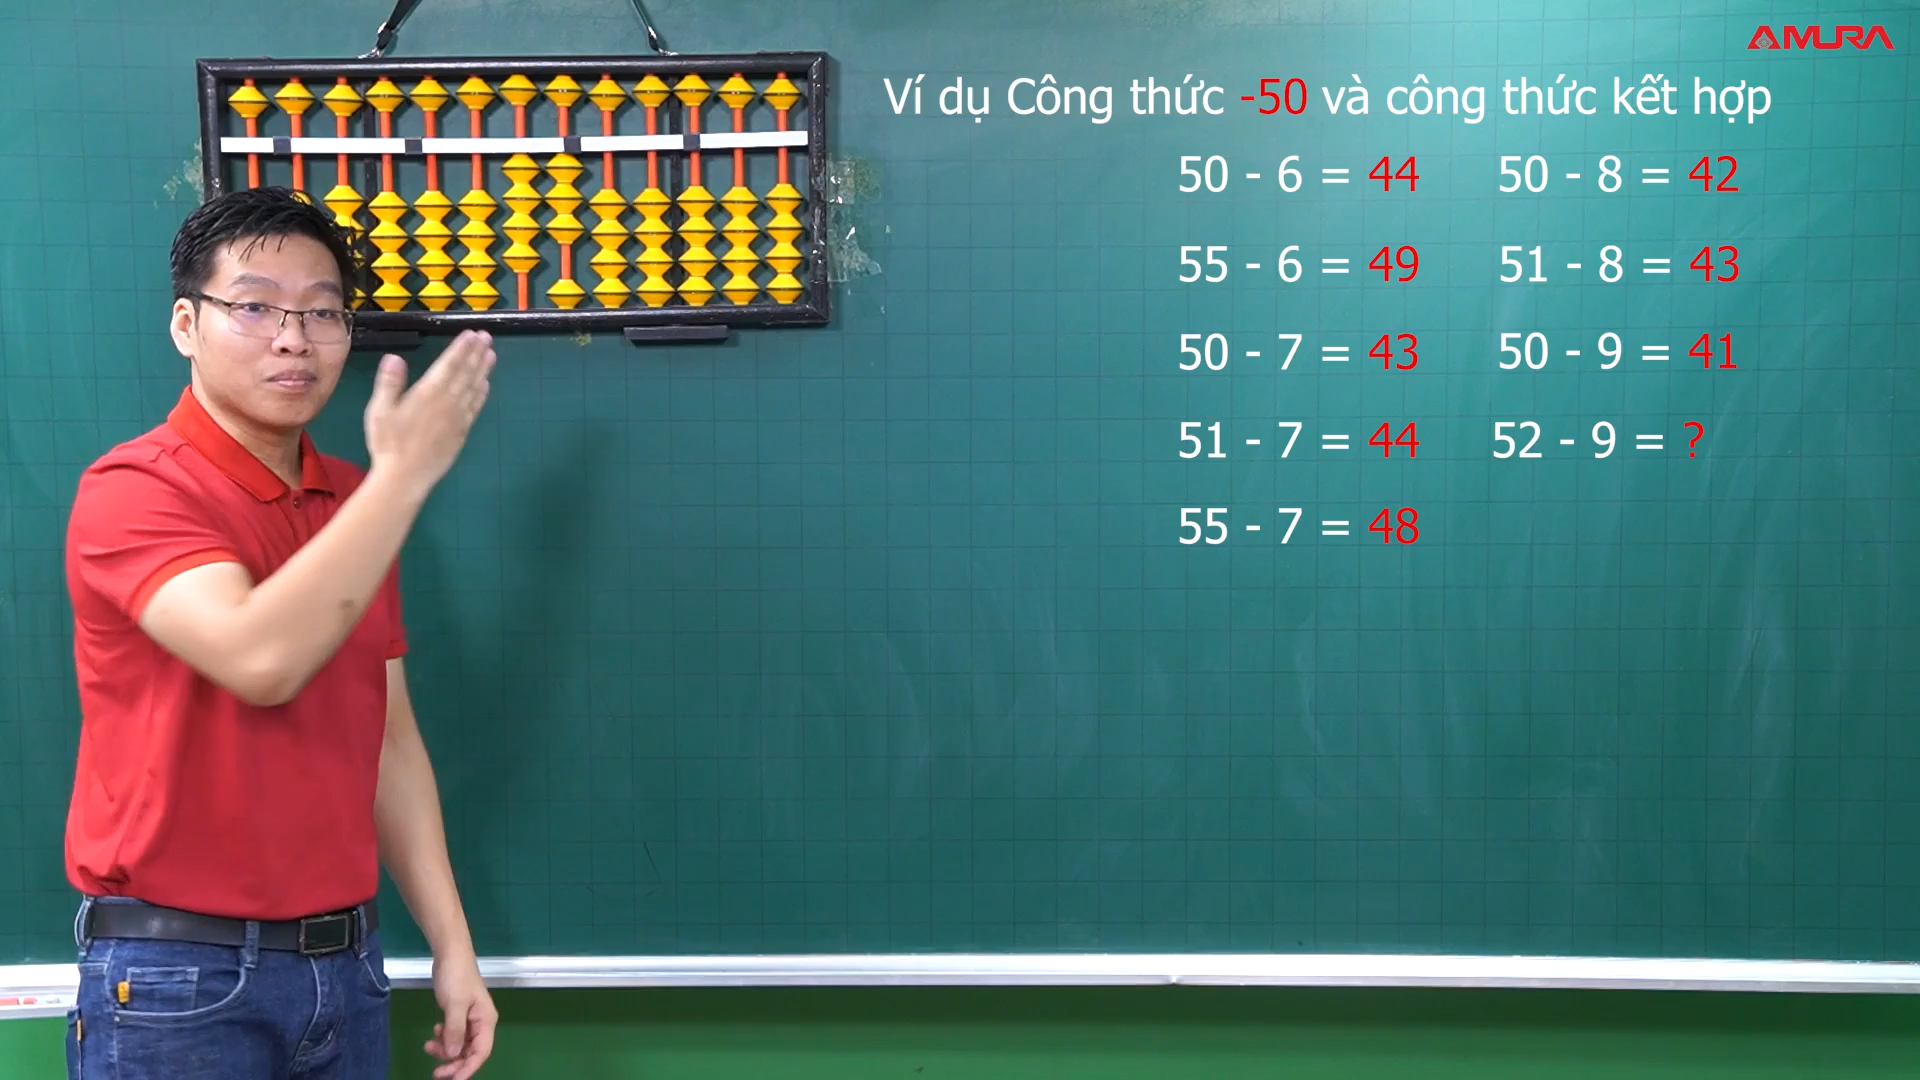 AMURA
Ví dụ Công thức -50 và công thức kết hợp
50 - 6 = 44
55 - 6 = 49
50 - 7 = 43
51 - 7 = 44
55 - 7 = 48
50 - 8 = 42
51 - 8 = 43
50 - 9 = 41
52 - 9 = ?